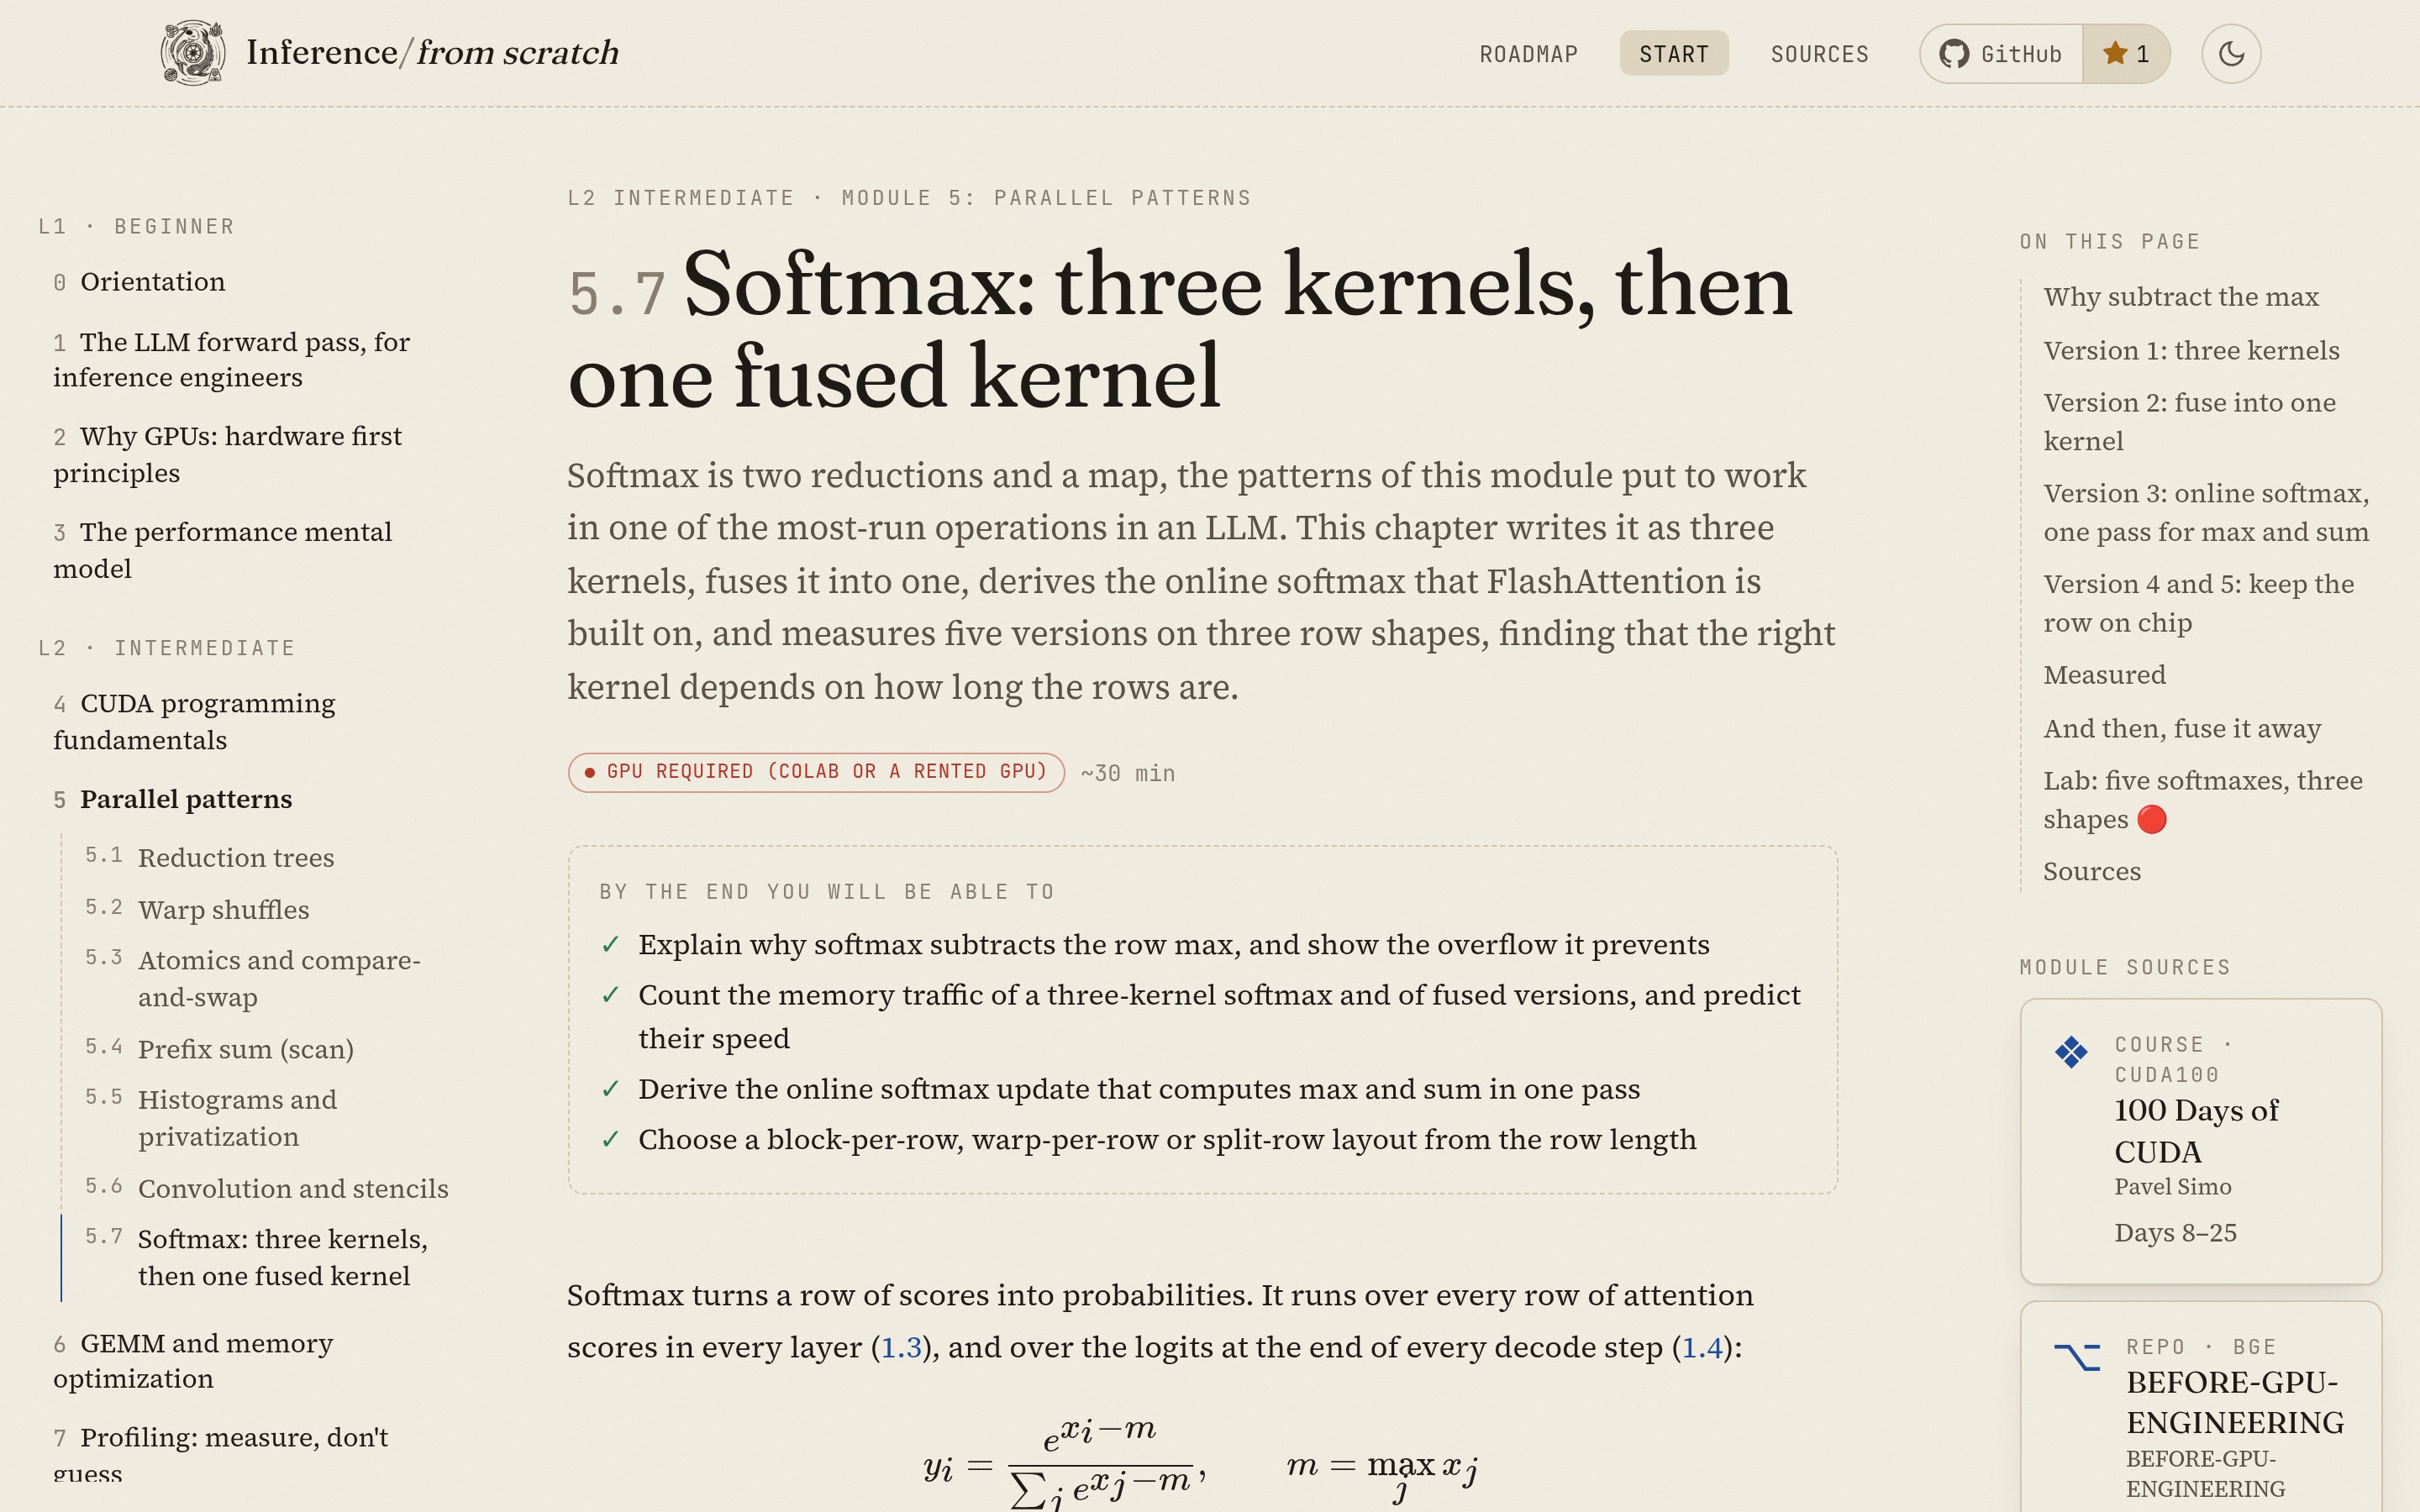 Inference/from scratch
ROADMAP
START
SOURCES
GitHub
1
L1 · BEGINNER
0 Orientation
1 The LLM forward pass, for
inference engineers
2 Why GPUs: hardware first
principles
3 The performance mental
model
L2 · INTERMEDIATE
4 CUDA programming
fundamentals
5 Parallel patterns
5.1 Reduction trees
5.2 Warp shuffles
5.3 Atomics and compare-
and-swap
5.4 Prefix sum (scan)
5.5 Histograms and
privatization
5.6 Convolution and stencils
5.7 Softmax: three kernels,
then one fused kernel
6 GEMM and memory
optimization
7 Profiling: measure, don't
guess
L2 INTERMEDIATE · MODULE 5: PARALLEL PATTERNS
5.7 Softmax: three kernels, then
one fused kernel
Softmax is two reductions and a map, the patterns of this module put to work
in one of the most-run operations in an LLM. This chapter writes it as three
kernels, fuses it into one, derives the online softmax that FlashAttention is
built on, and measures five versions on three row shapes, finding that the right
kernel depends on how long the rows are.
GPU REQUIRED (COLAB OR A RENTED GPU) ~30 min
BY THE END YOU WILL BE ABLE TO
✓ Explain why softmax subtracts the row max, and show the overflow it prevents
✓ Count the memory traffic of a three-kernel softmax and of fused versions, and predict
their speed
✓ Derive the online softmax update that computes max and sum in one pass
✓ Choose a block-per-row, warp-per-row or split-row layout from the row length
Softmax turns a row of scores into probabilities. It runs over every row of attention
scores in every layer (1.3), and over the logits at the end of every decode step (1.4):
y_i = e^{x_i−m} / ∑_j e^{x_j−m}, m = max_j x_j
ON THIS PAGE
Why subtract the max
Version 1: three kernels
Version 2: fuse into one
kernel
Version 3: online softmax,
one pass for max and sum
Version 4 and 5: keep the
row on chip
Measured
And then, fuse it away
Lab: five softmaxes, three
shapes 🔴
Sources
MODULE SOURCES
COURSE ·
CUDA100
100 Days of
CUDA
Pavel Simo
Days 8–25
REPO · BGE
BEFORE-GPU-
ENGINEERING
BEFORE-GPU-
ENGINEERING